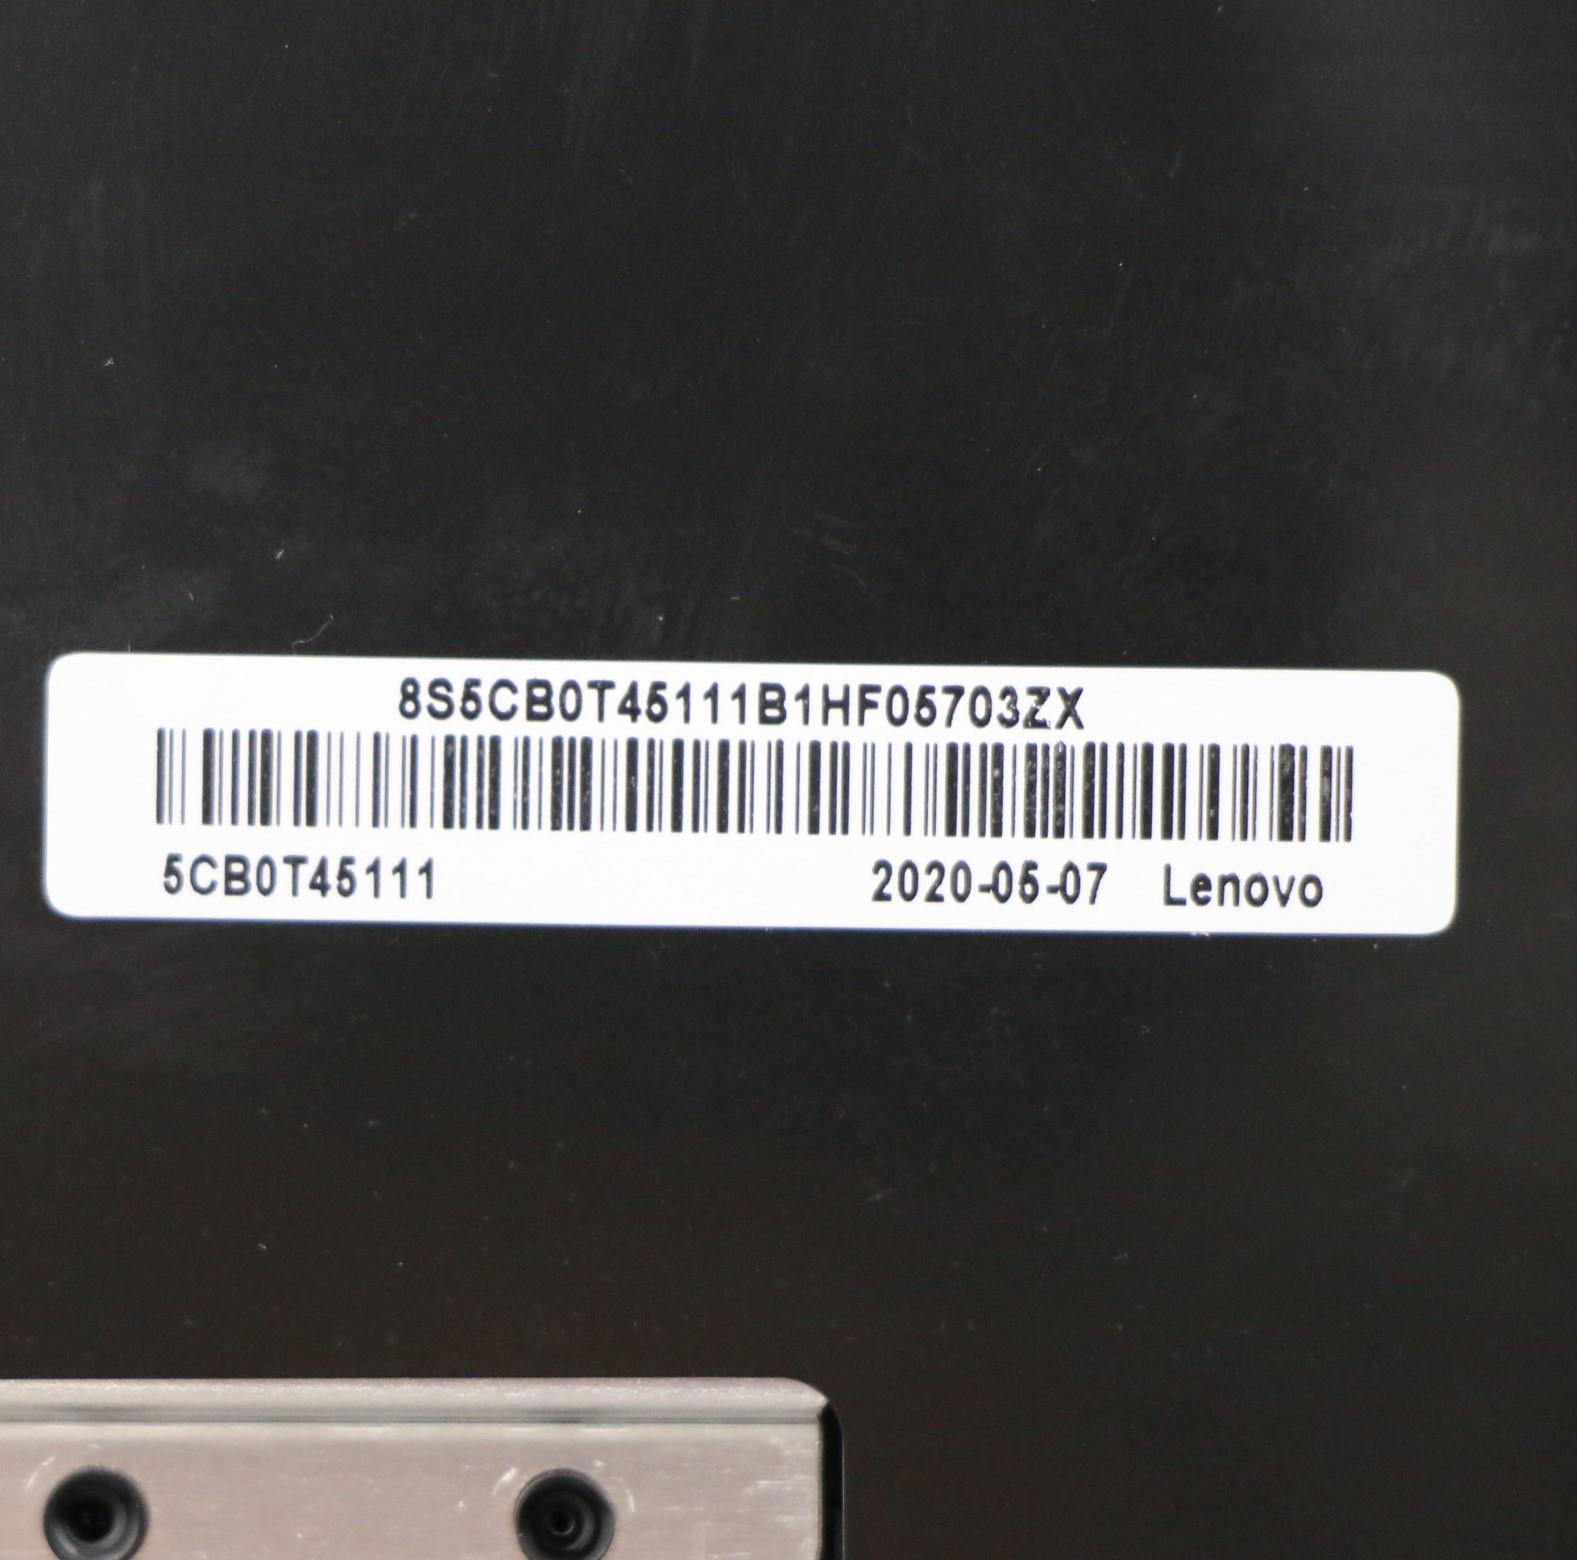 8S5CB0T45111B1HF05703ZX
5CB0T45111 2020-05-07 Lenovo